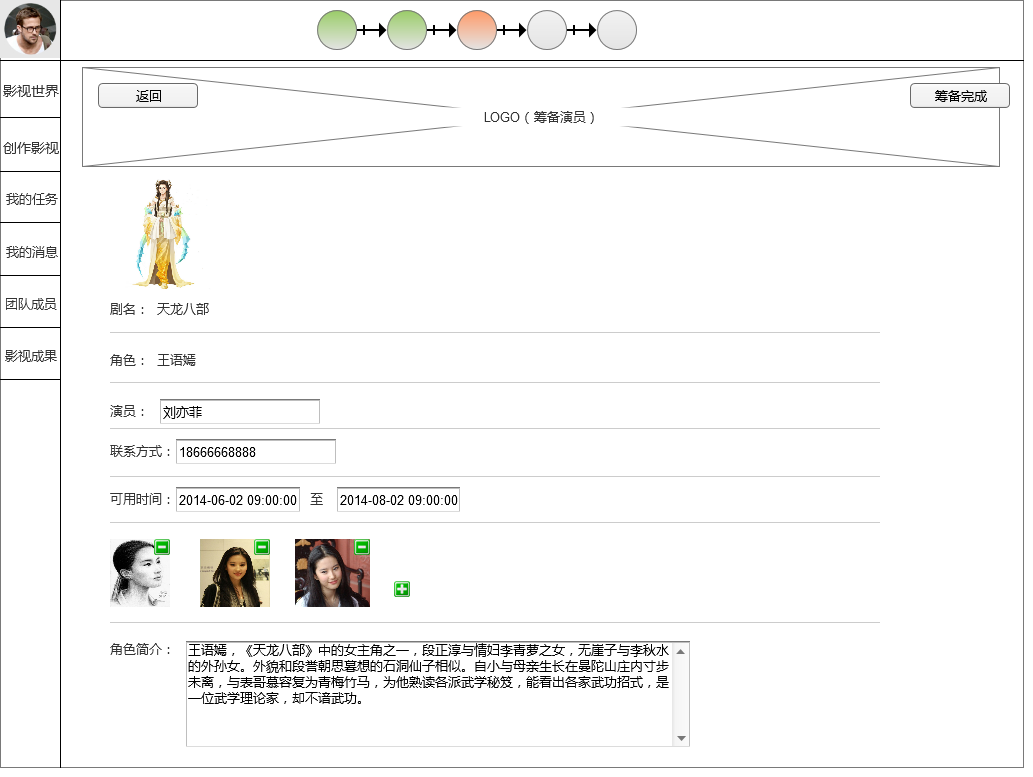 返回
LOGO（筹备演员）
筹备完成
影视世界
创作影视
我的任务
我的消息
团队成员
影视成果
剧名： 天龙八部
角色： 王语嫣
演员： 刘亦菲
联系方式：18666668888
可用时间：2014-06-02 09:00:00 至 2014-08-02 09:00:00
角色简介：
王语嫣，《天龙八部》中的女主角之一，段正淳与情妇李青萝之女，无崖子与李秋水
的外孙女。外貌和段誉朝思暮想的石洞仙子相似。自小与母亲生长在曼陀山庄内寸步
未离，与表哥慕容复为青梅竹马，为他熟读各派武学秘笈，能看出各家武功招式，是
一位武学理论家，却不谙武功。